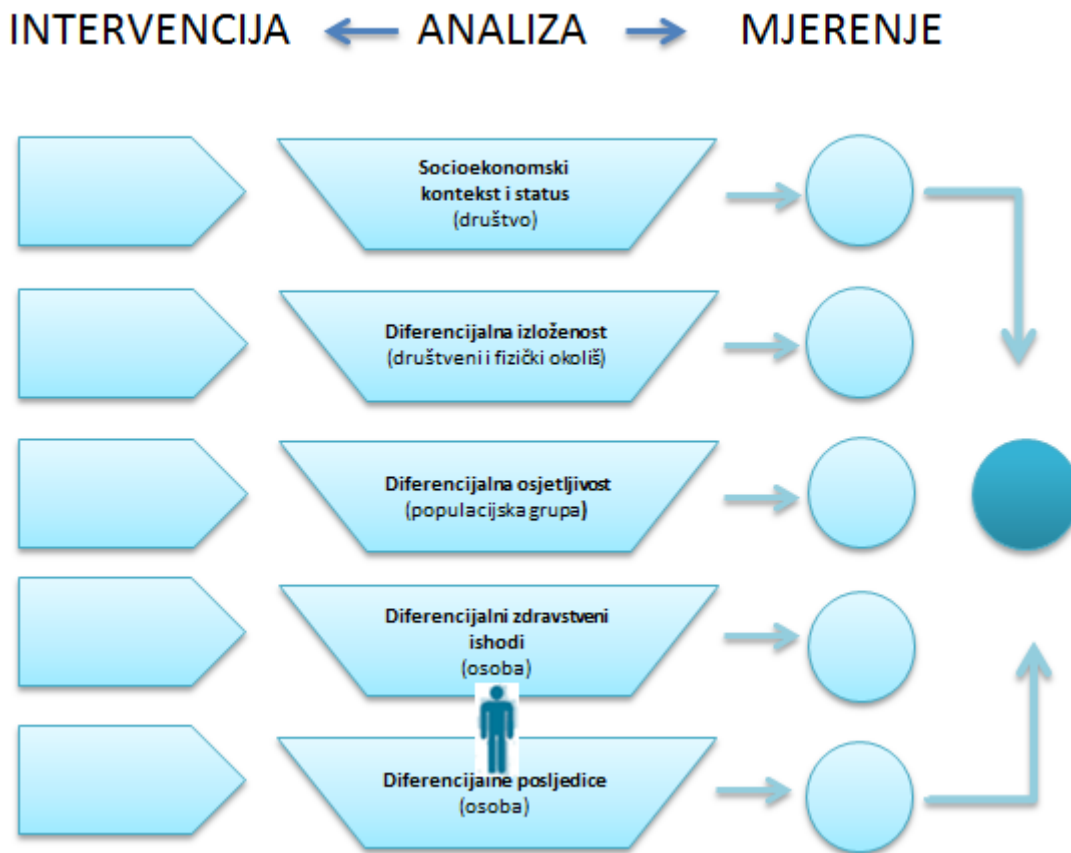 INTERVENCIJA ANALIZA MJERENJE
Socioekonomski
kontekst i status
(društvo)
Diferencijalna izloženost
(društveni i fizički okoliš)
Diferencijalna osjetljivost
(populacijska grupa)
Diferencijalni zdravstveni
ishodi
(osoba)
Diferencijalne posljedice
(osoba)